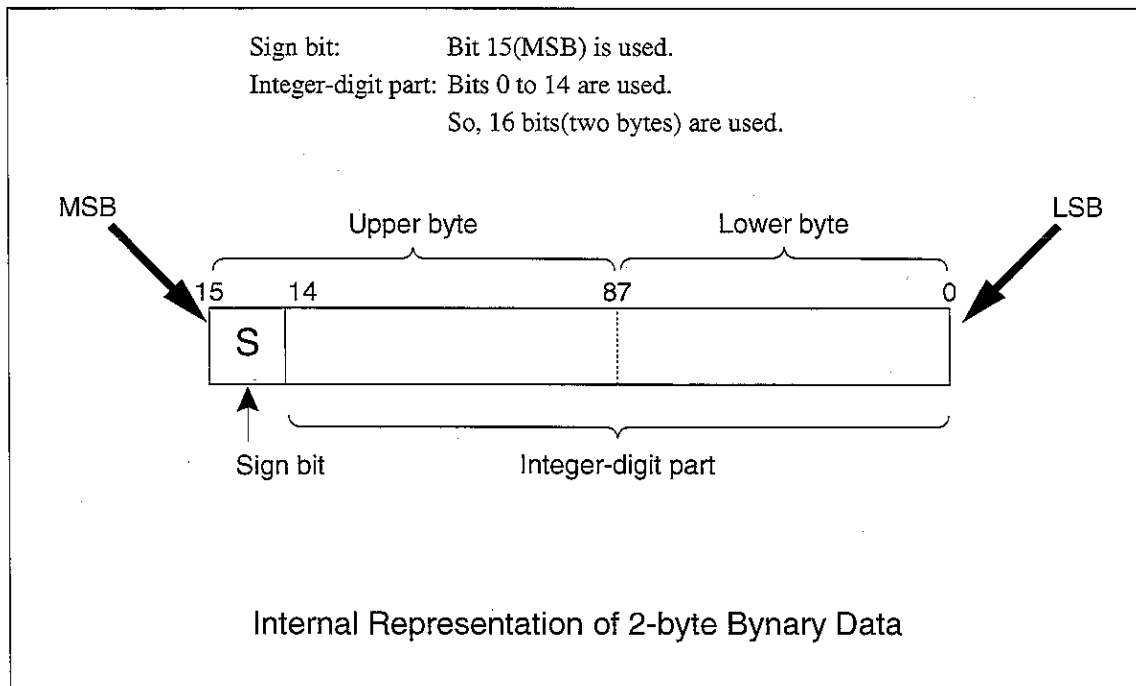 Sign bit: Bit 15(MSB) is used.
Integer-digit part: Bits 0 to 14 are used.
So, 16 bits(two bytes) are used.
MSB
LSB
Upper byte
Lower byte
15 14 87 0
S
Sign bit
Integer-digit part
Internal Representation of 2-byte Bynary Data